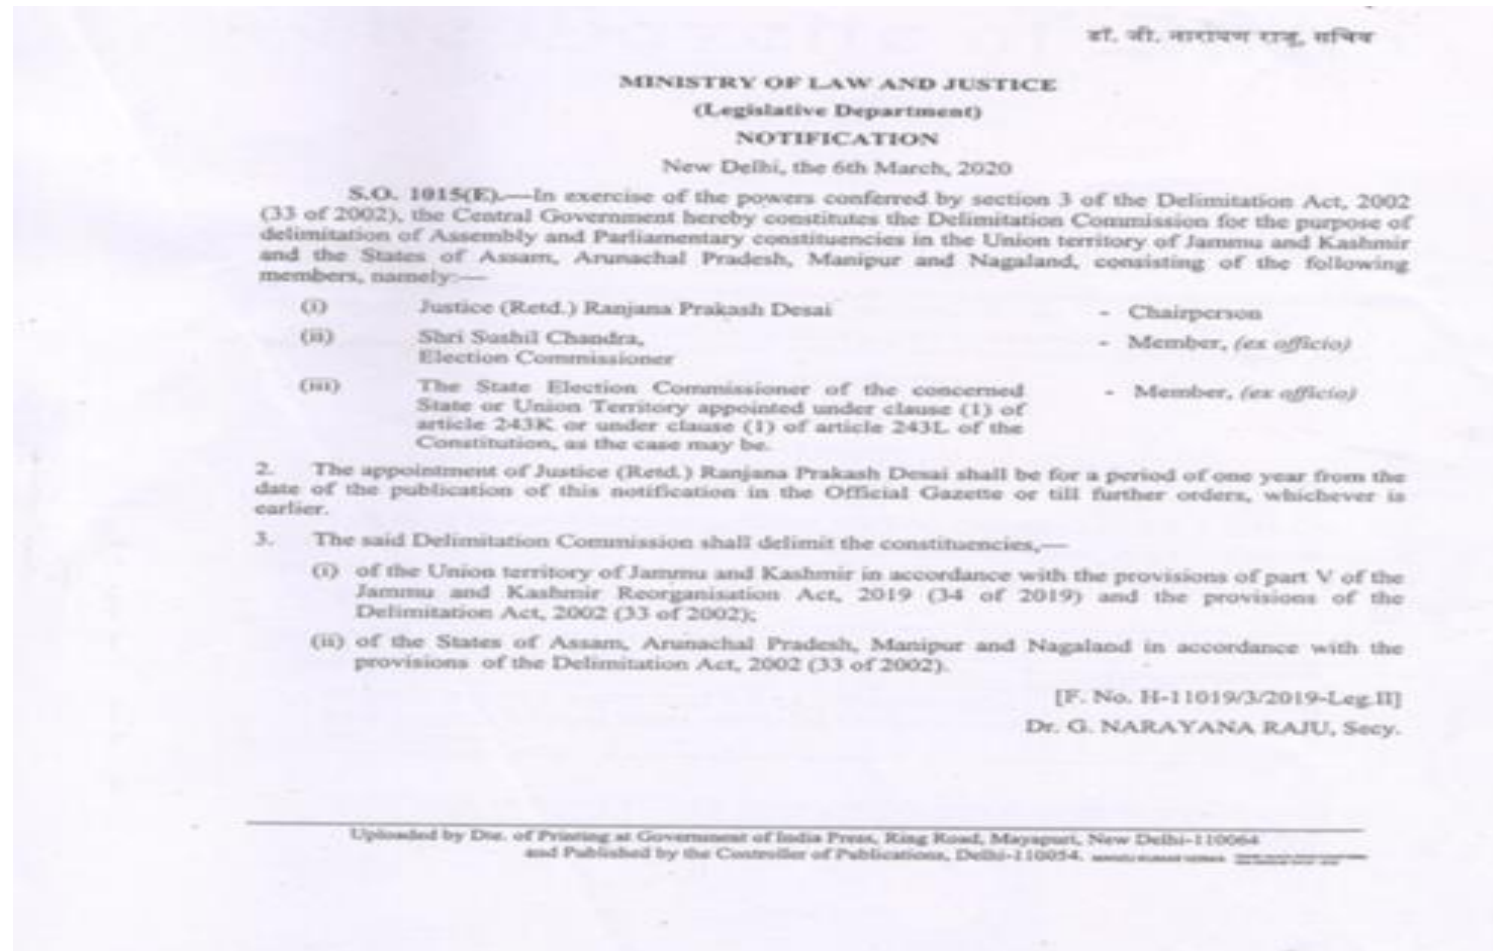 डॉ. जी. नारायण राजू, सचिव
MINISTRY OF LAW AND JUSTICE
(Legislative Department)
NOTIFICATION
New Delhi, the 6th March, 2020
S.O. 1015(E).—In exercise of the powers conferred by section 3 of the Delimitation Act, 2002
(33 of 2002), the Central Government hereby constitutes the Delimitation Commission for the purpose of
delimitation of Assembly and Parliamentary constituencies in the Union territory of Jammu and Kashmir
and the States of Assam, Arunachal Pradesh, Manipur and Nagaland, consisting of the following
members, namely:—
(i) Justice (Retd.) Ranjana Prakash Desai - Chairperson
(ii) Shri Sushil Chandra, - Member, (ex officio)
Election Commissioner
(iii) The State Election Commissioner of the concerned - Member, (ex officio)
State or Union Territory appointed under clause (1) of
article 243K or under clause (1) of article 243L of the
Constitution, as the case may be.
2. The appointment of Justice (Retd.) Ranjana Prakash Desai shall be for a period of one year from the
date of the publication of this notification in the Official Gazette or till further orders, whichever is
earlier.
3. The said Delimitation Commission shall delimit the constituencies,—
(i) of the Union territory of Jammu and Kashmir in accordance with the provisions of part V of the
Jammu and Kashmir Reorganisation Act, 2019 (34 of 2019) and the provisions of the
Delimitation Act, 2002 (33 of 2002);
(ii) of the States of Assam, Arunachal Pradesh, Manipur and Nagaland in accordance with the
provisions of the Delimitation Act, 2002 (33 of 2002).
[F. No. H-11019/3/2019-Leg.II]
Dr. G. NARAYANA RAJU, Secy.
Uploaded by Dte. of Printing at Government of India Press, Ring Road, Mayapuri, New Delhi-110064
and Published by the Controller of Publications, Delhi-110054.